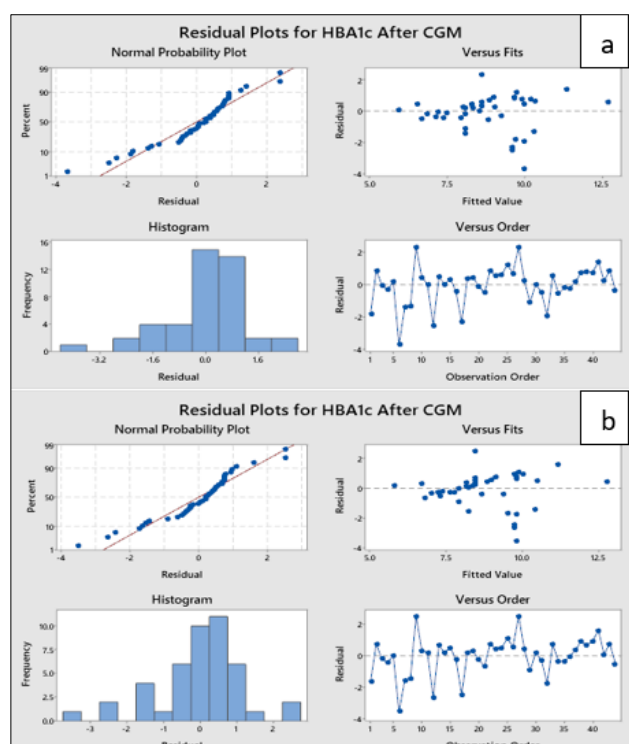 Residual Plots for HBA1c After CGM
a
Normal Probability Plot
Versus Fits
99
90
50
10
1
Percent
-4
-2
0
2
Residual
2
0
-2
-4
Residual
5.0
7.5
10.0
12.5
Fitted Value
Histogram
Versus Order
16
12
8
4
0
Frequency
-3.2
-1.6
0.0
1.6
Residual
2
0
-2
-4
Residual
1
5
10
15
20
25
30
35
40
Observation Order
Residual Plots for HBA1c After CGM
b
Normal Probability Plot
Versus Fits
99
90
50
10
1
Percent
-4
-2
0
2
Residual
2
0
-2
-4
Residual
5.0
7.5
10.0
12.5
Fitted Value
Histogram
Versus Order
10.0
7.5
5.0
2.5
0.0
Frequency
-3
-2
-1
0
1
2
Residual
2
0
-2
-4
Residual
1
5
10
15
20
25
30
35
40
Observation Order